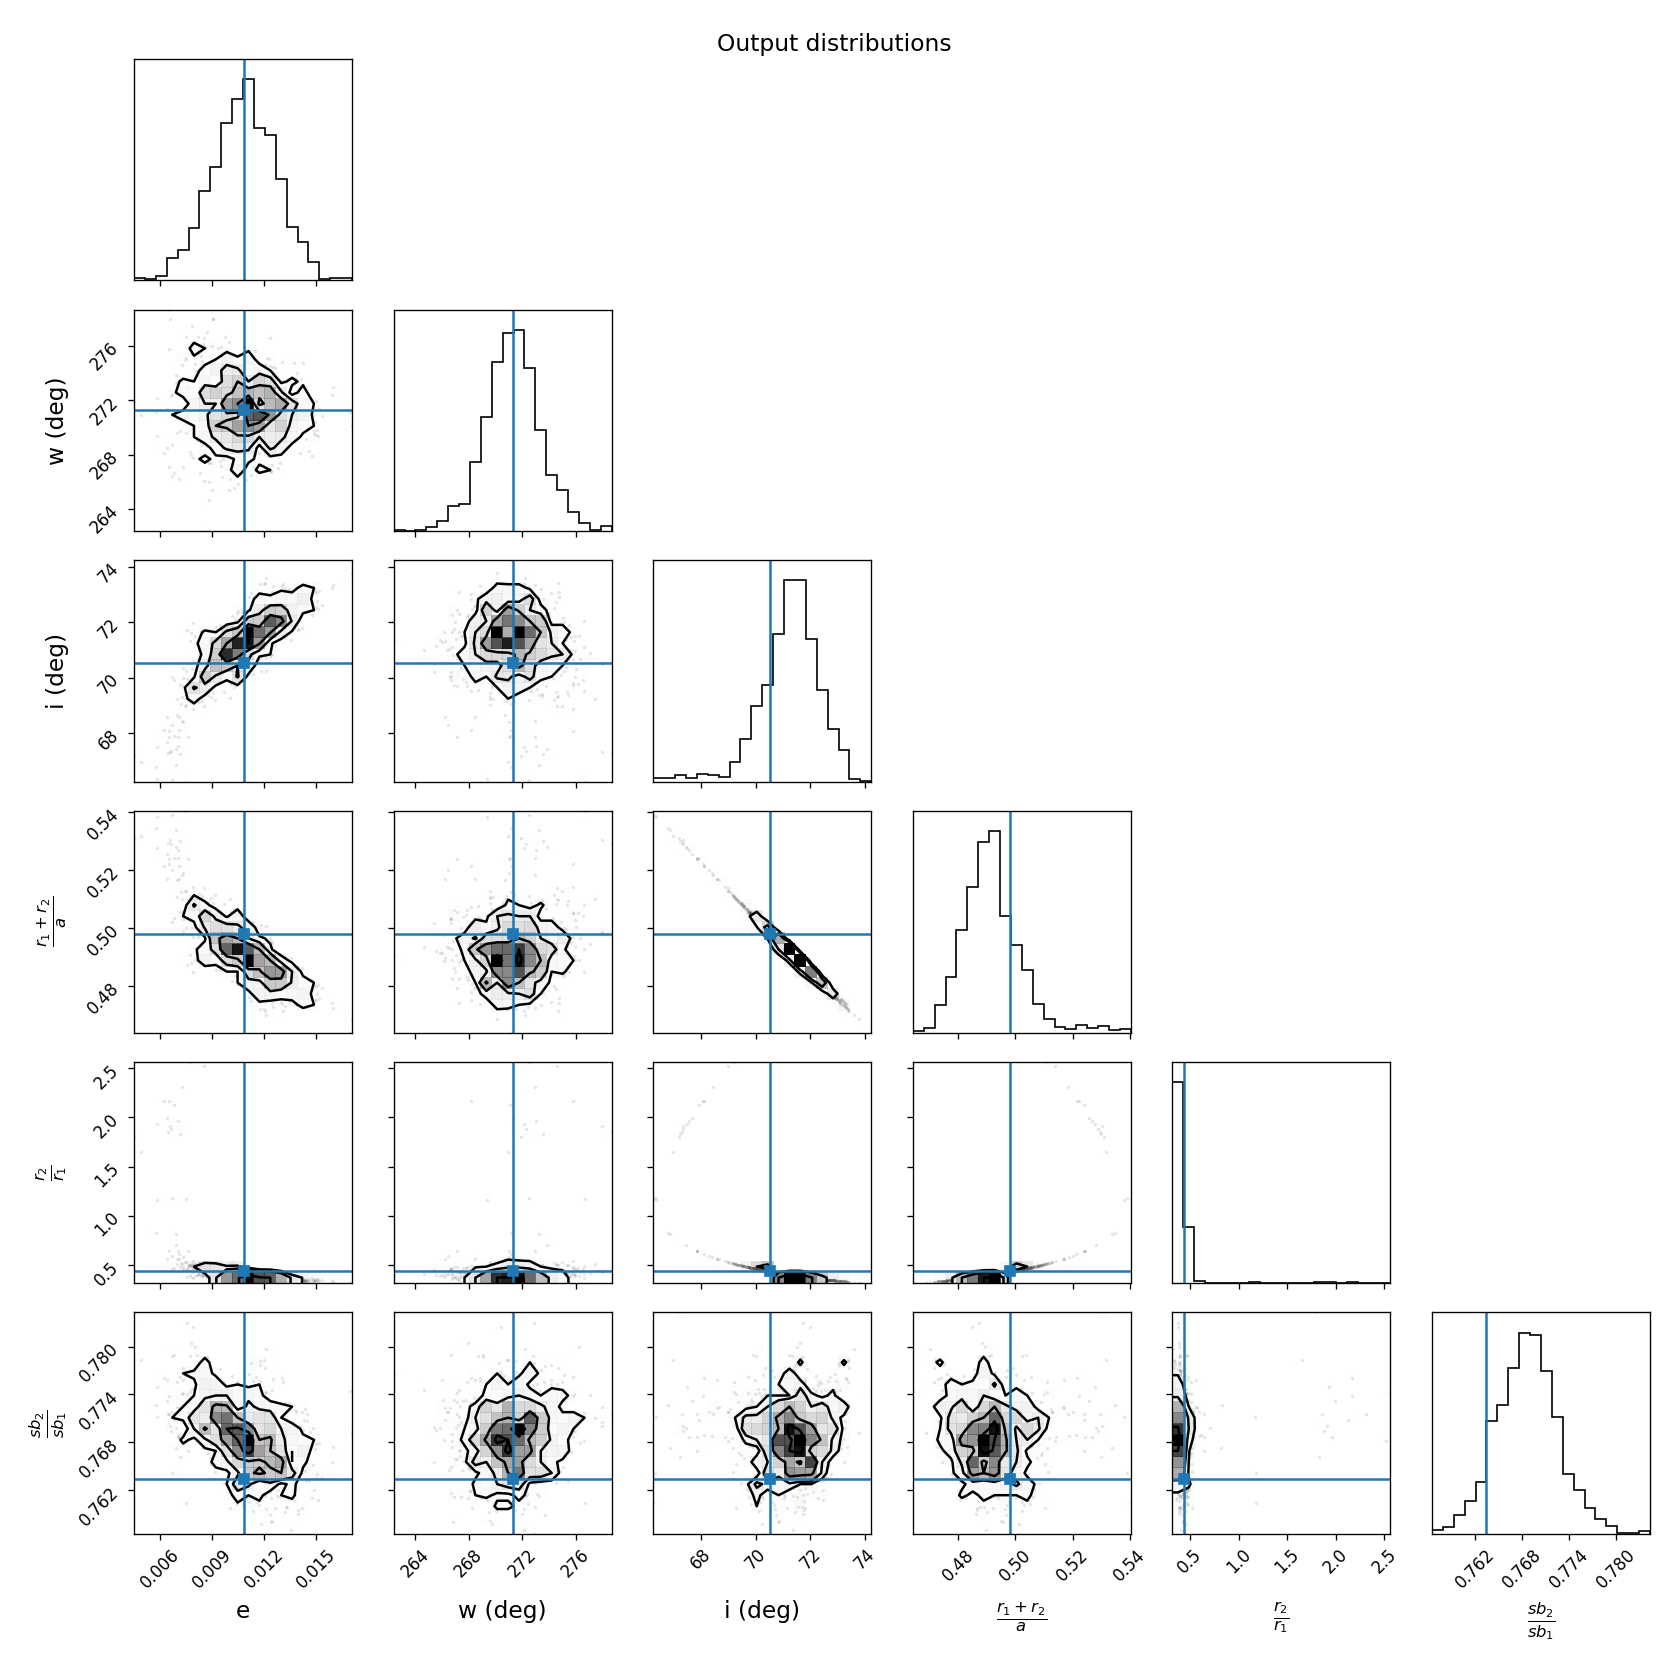 Output distributions
w (deg)
276
272
268
264
i (deg)
74
72
70
68
r₁ + r₂
a
0.54
0.52
0.50
0.48
r₂
r₁
2.5
2.0
1.5
1.0
0.5
sb₂
sb₁
0.780
0.774
0.768
0.762
0.006 0.009 0.012 0.015
264 268 272 276
68 70 72 74
0.48 0.50 0.52 0.54
0.5 1.0 1.5 2.0 2.5
0.762 0.768 0.774 0.780
e
w (deg)
i (deg)
r₁ + r₂
a
r₂
r₁
sb₂
sb₁